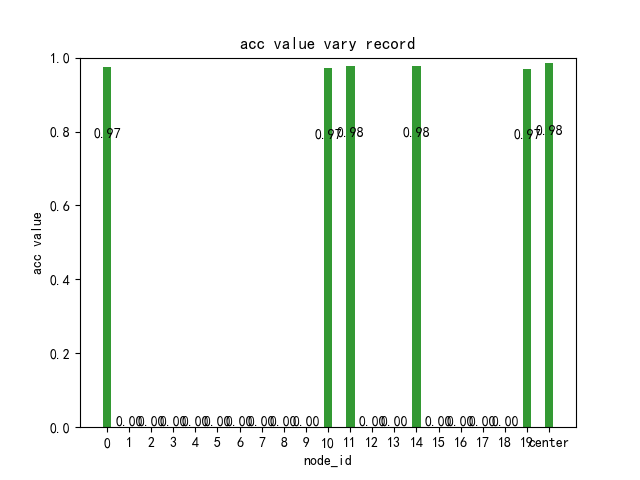 acc value vary record
acc value
1.0
0.8
0.6
0.4
0.2
0.0
0.97 0.97 0.98 0.98 0.97 0.98
0.00 0.00 0.00 0.00 0.00 0.00 0.00 0.00 0.00 0.00 0.00 0.00 0.00 0.00 0.00
0 1 2 3 4 5 6 7 8 9 10 11 12 13 14 15 16 17 18 19 center
node_id